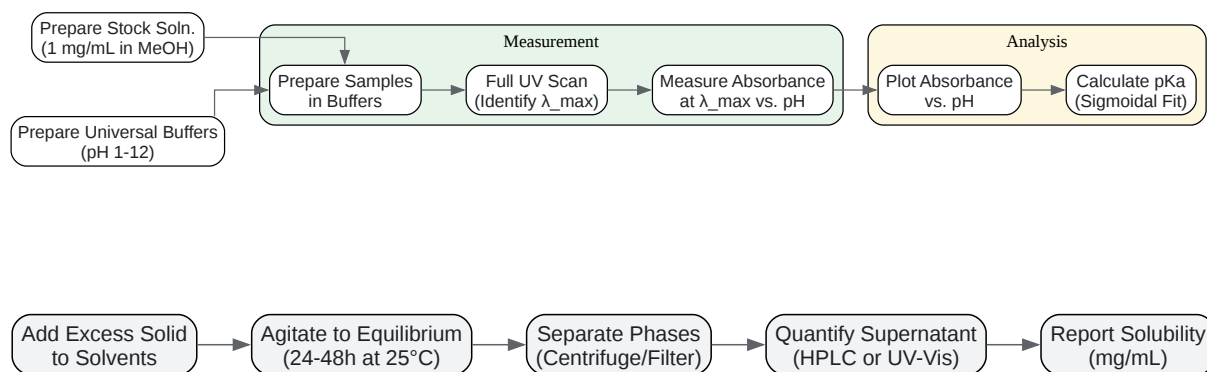 Prepare Stock Soln.
(1 mg/mL in MeOH)
Prepare Universal Buffers
(pH 1-12)
Measurement
Prepare Samples
in Buffers
Full UV Scan
(Identify λ_max)
Measure Absorbance
at λ_max vs. pH
Analysis
Plot Absorbance
vs. pH
Calculate pKa
(Sigmoidal Fit)
Add Excess Solid
to Solvents
Agitate to Equilibrium
(24-48h at 25°C)
Separate Phases
(Centrifuge/Filter)
Quantify Supernatant
(HPLC or UV-Vis)
Report Solubility
(mg/mL)